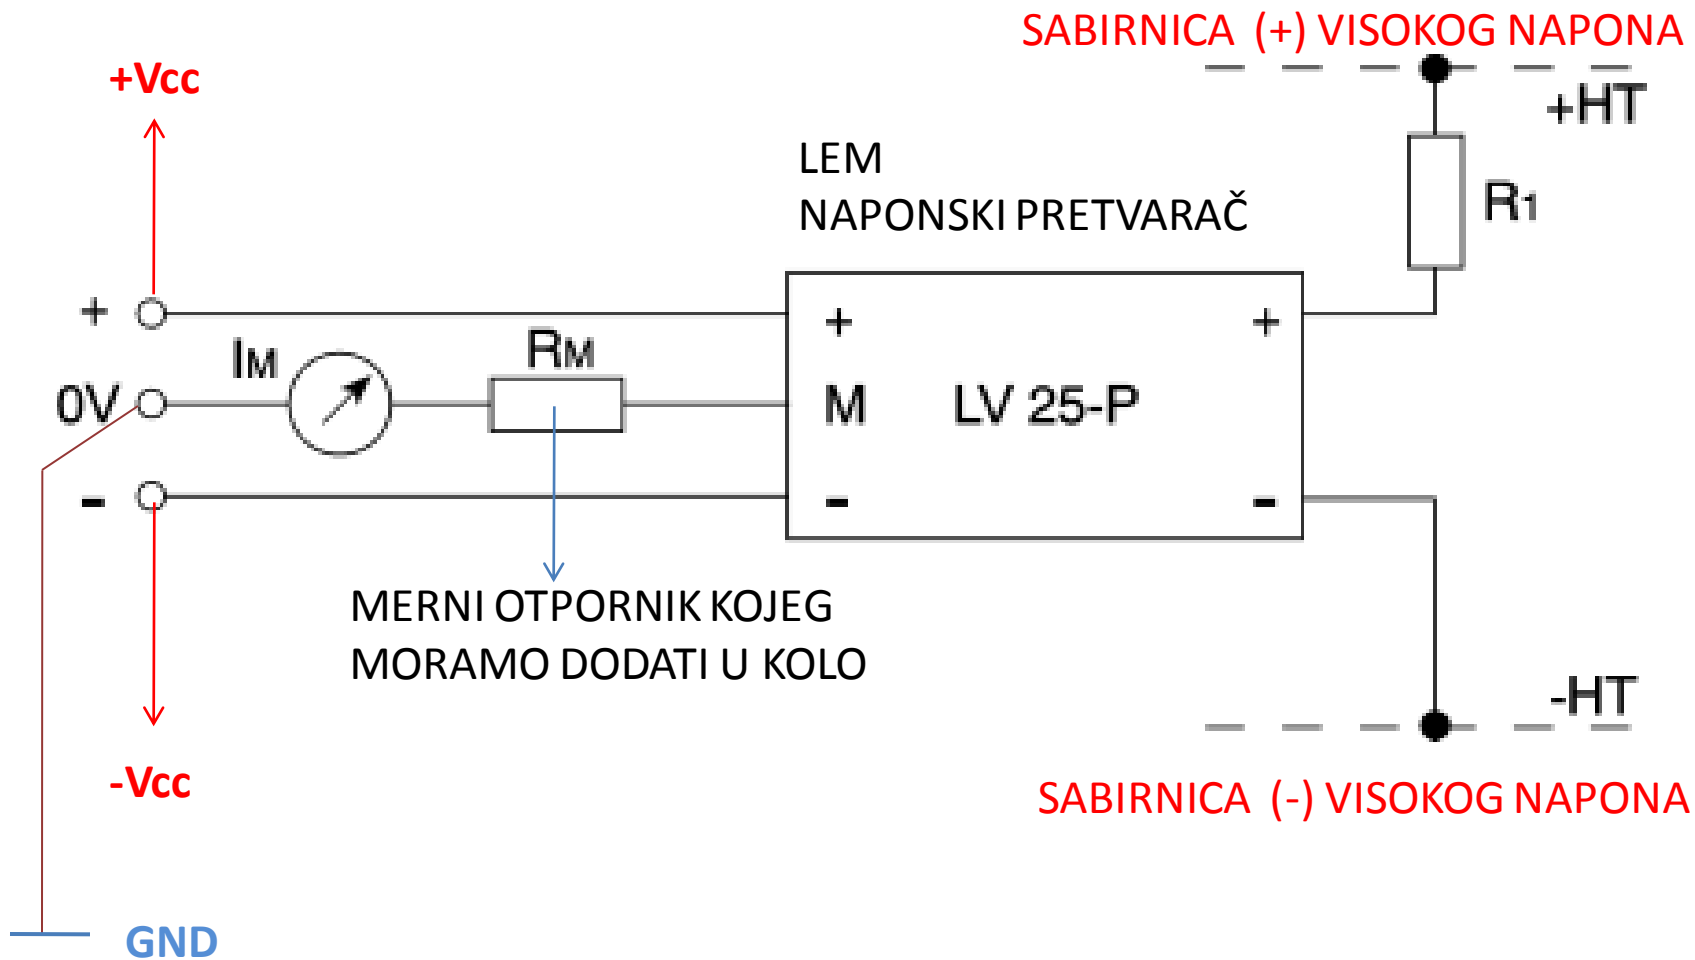 SABIRNICA (+) VISOKOG NAPONA
+Vcc
+HT
LEM
NAPONSKI PRETVARAČ
R1
+
IM
RM
+
+
0V
M
LV 25-P
-
-
-
MERNI OTPORNIK KOJEG
MORAMO DODATI U KOLO
-HT
-Vcc
SABIRNICA (-) VISOKOG NAPONA
GND